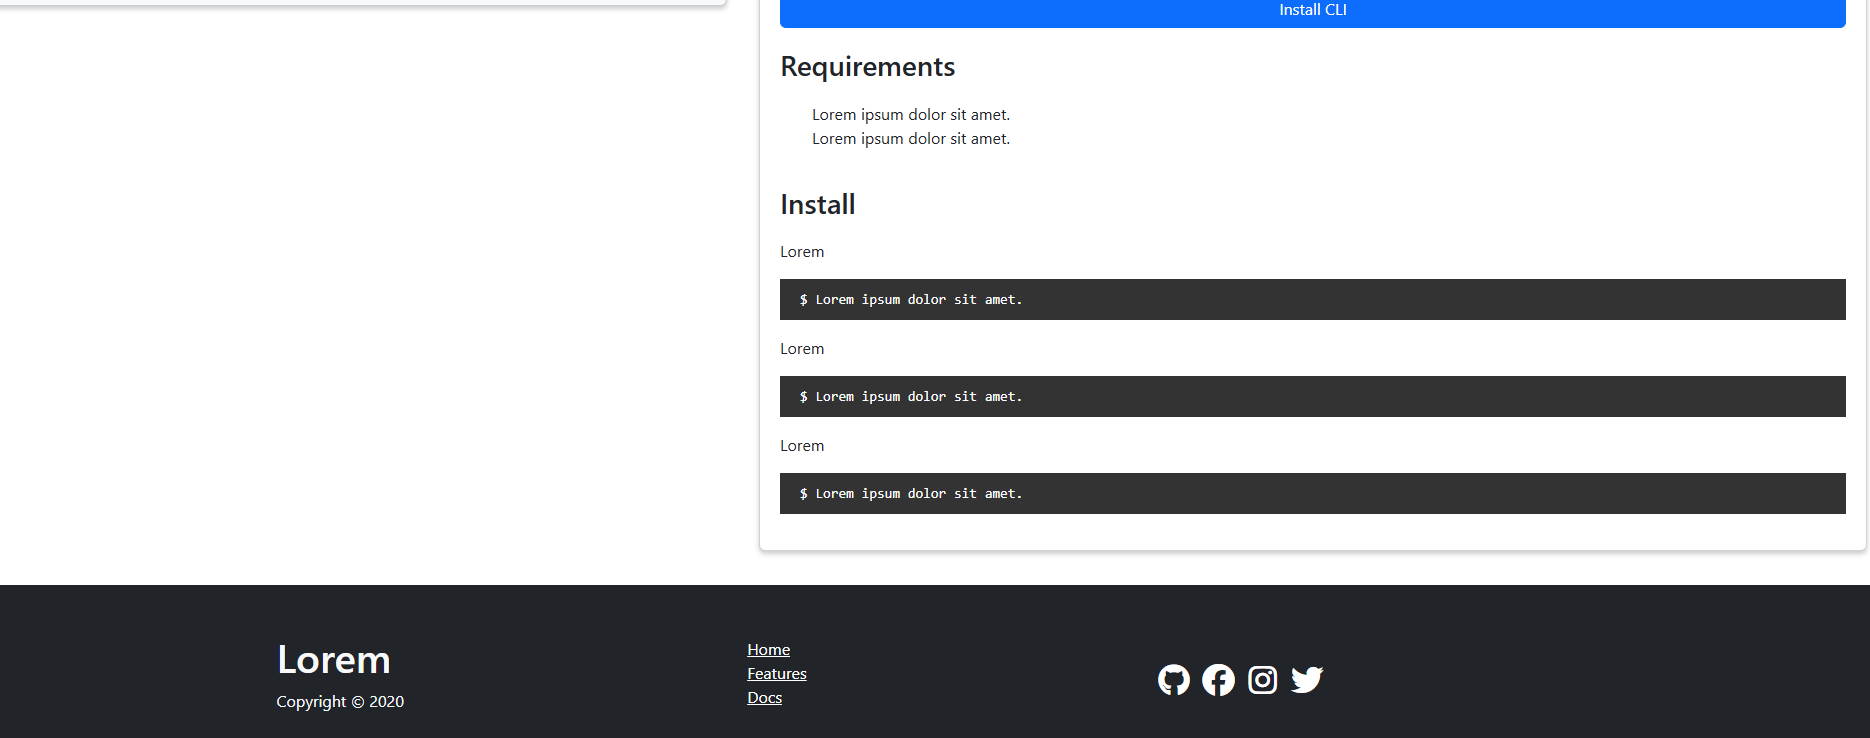 Install CLI
Requirements
Lorem ipsum dolor sit amet.
Lorem ipsum dolor sit amet.
Install
Lorem
$ Lorem ipsum dolor sit amet.
Lorem
$ Lorem ipsum dolor sit amet.
Lorem
$ Lorem ipsum dolor sit amet.
Lorem
Copyright © 2020
Home
Features
Docs